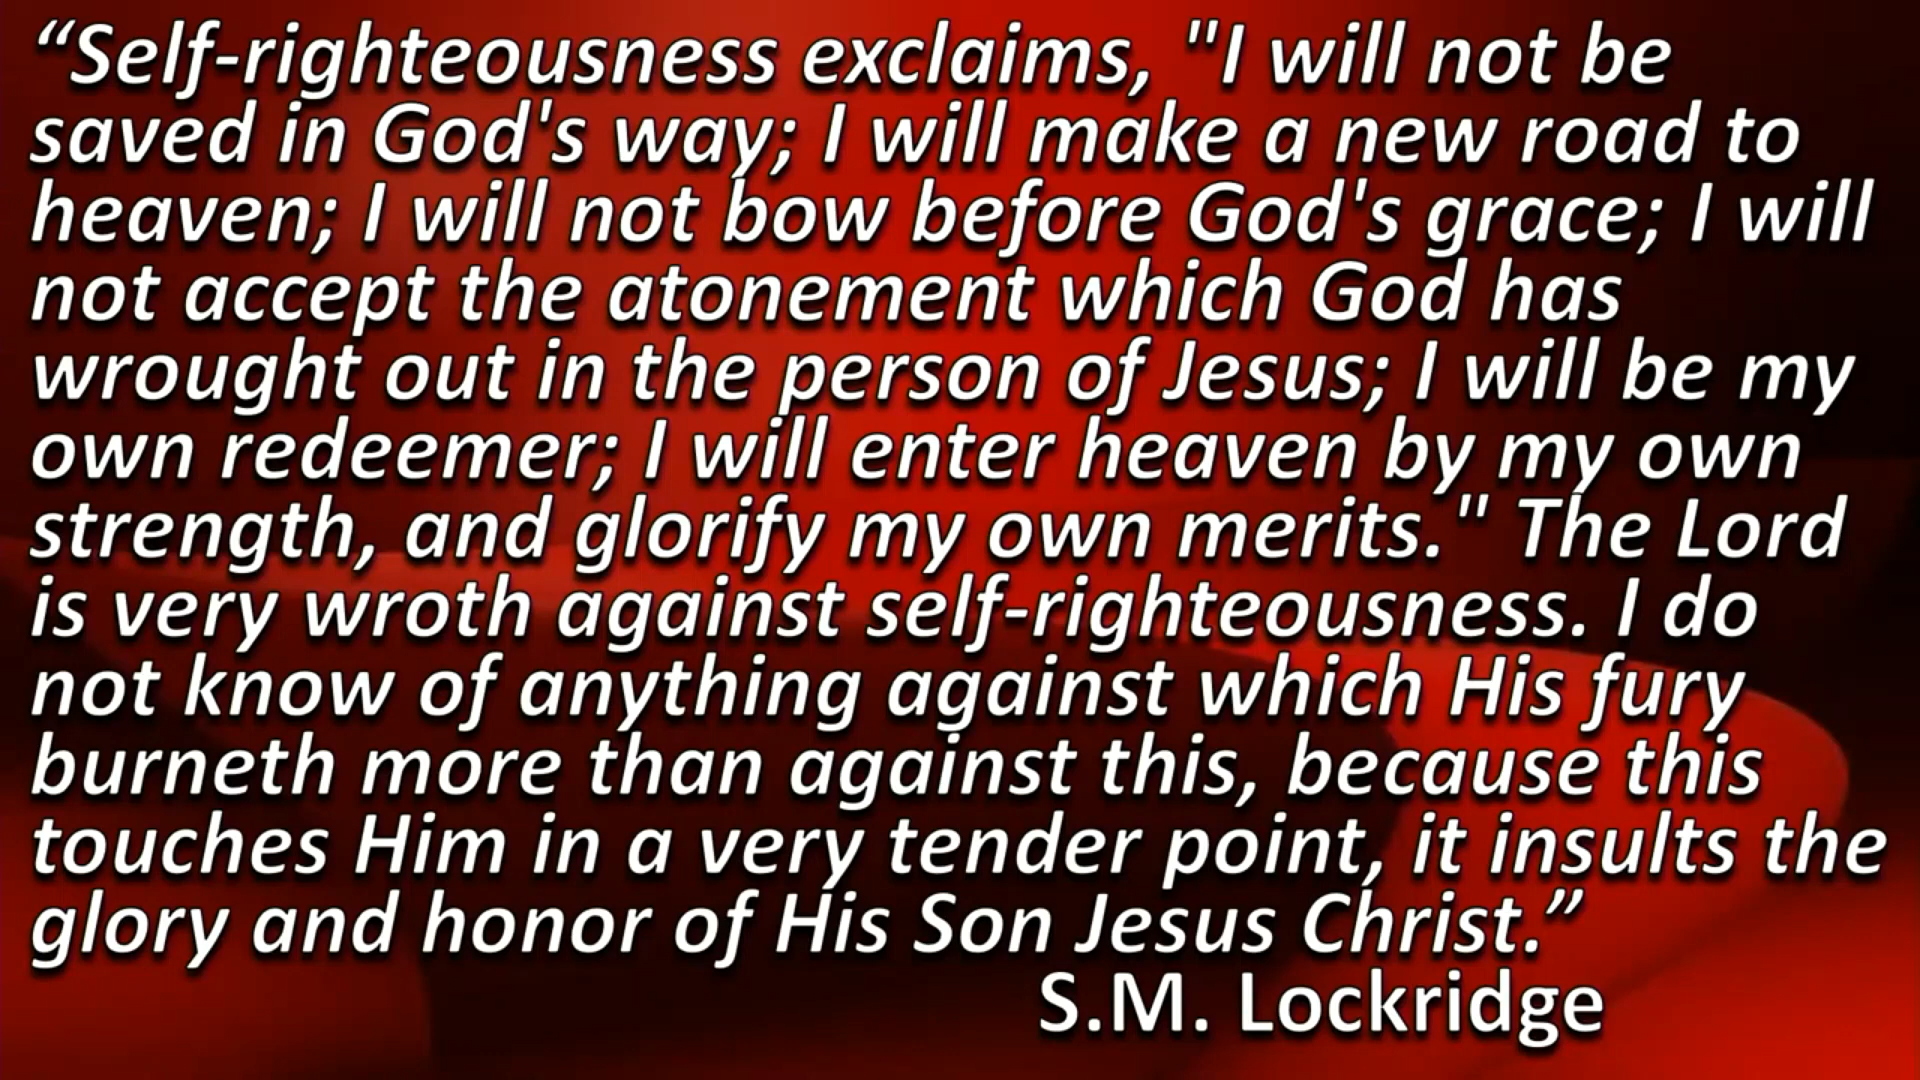 “Self-righteousness exclaims, "I will not be
saved in God's way; I will make a new road to
heaven; I will not bow before God's grace; I will
not accept the atonement which God has
wrought out in the person of Jesus; I will be my
own redeemer; I will enter heaven by my own
strength, and glorify my own merits." The Lord
is very wroth against self-righteousness. I do
not know of anything against which His fury
burneth more than against this, because this
touches Him in a very tender point, it insults the
glory and honor of His Son Jesus Christ.”
S.M. Lockridge